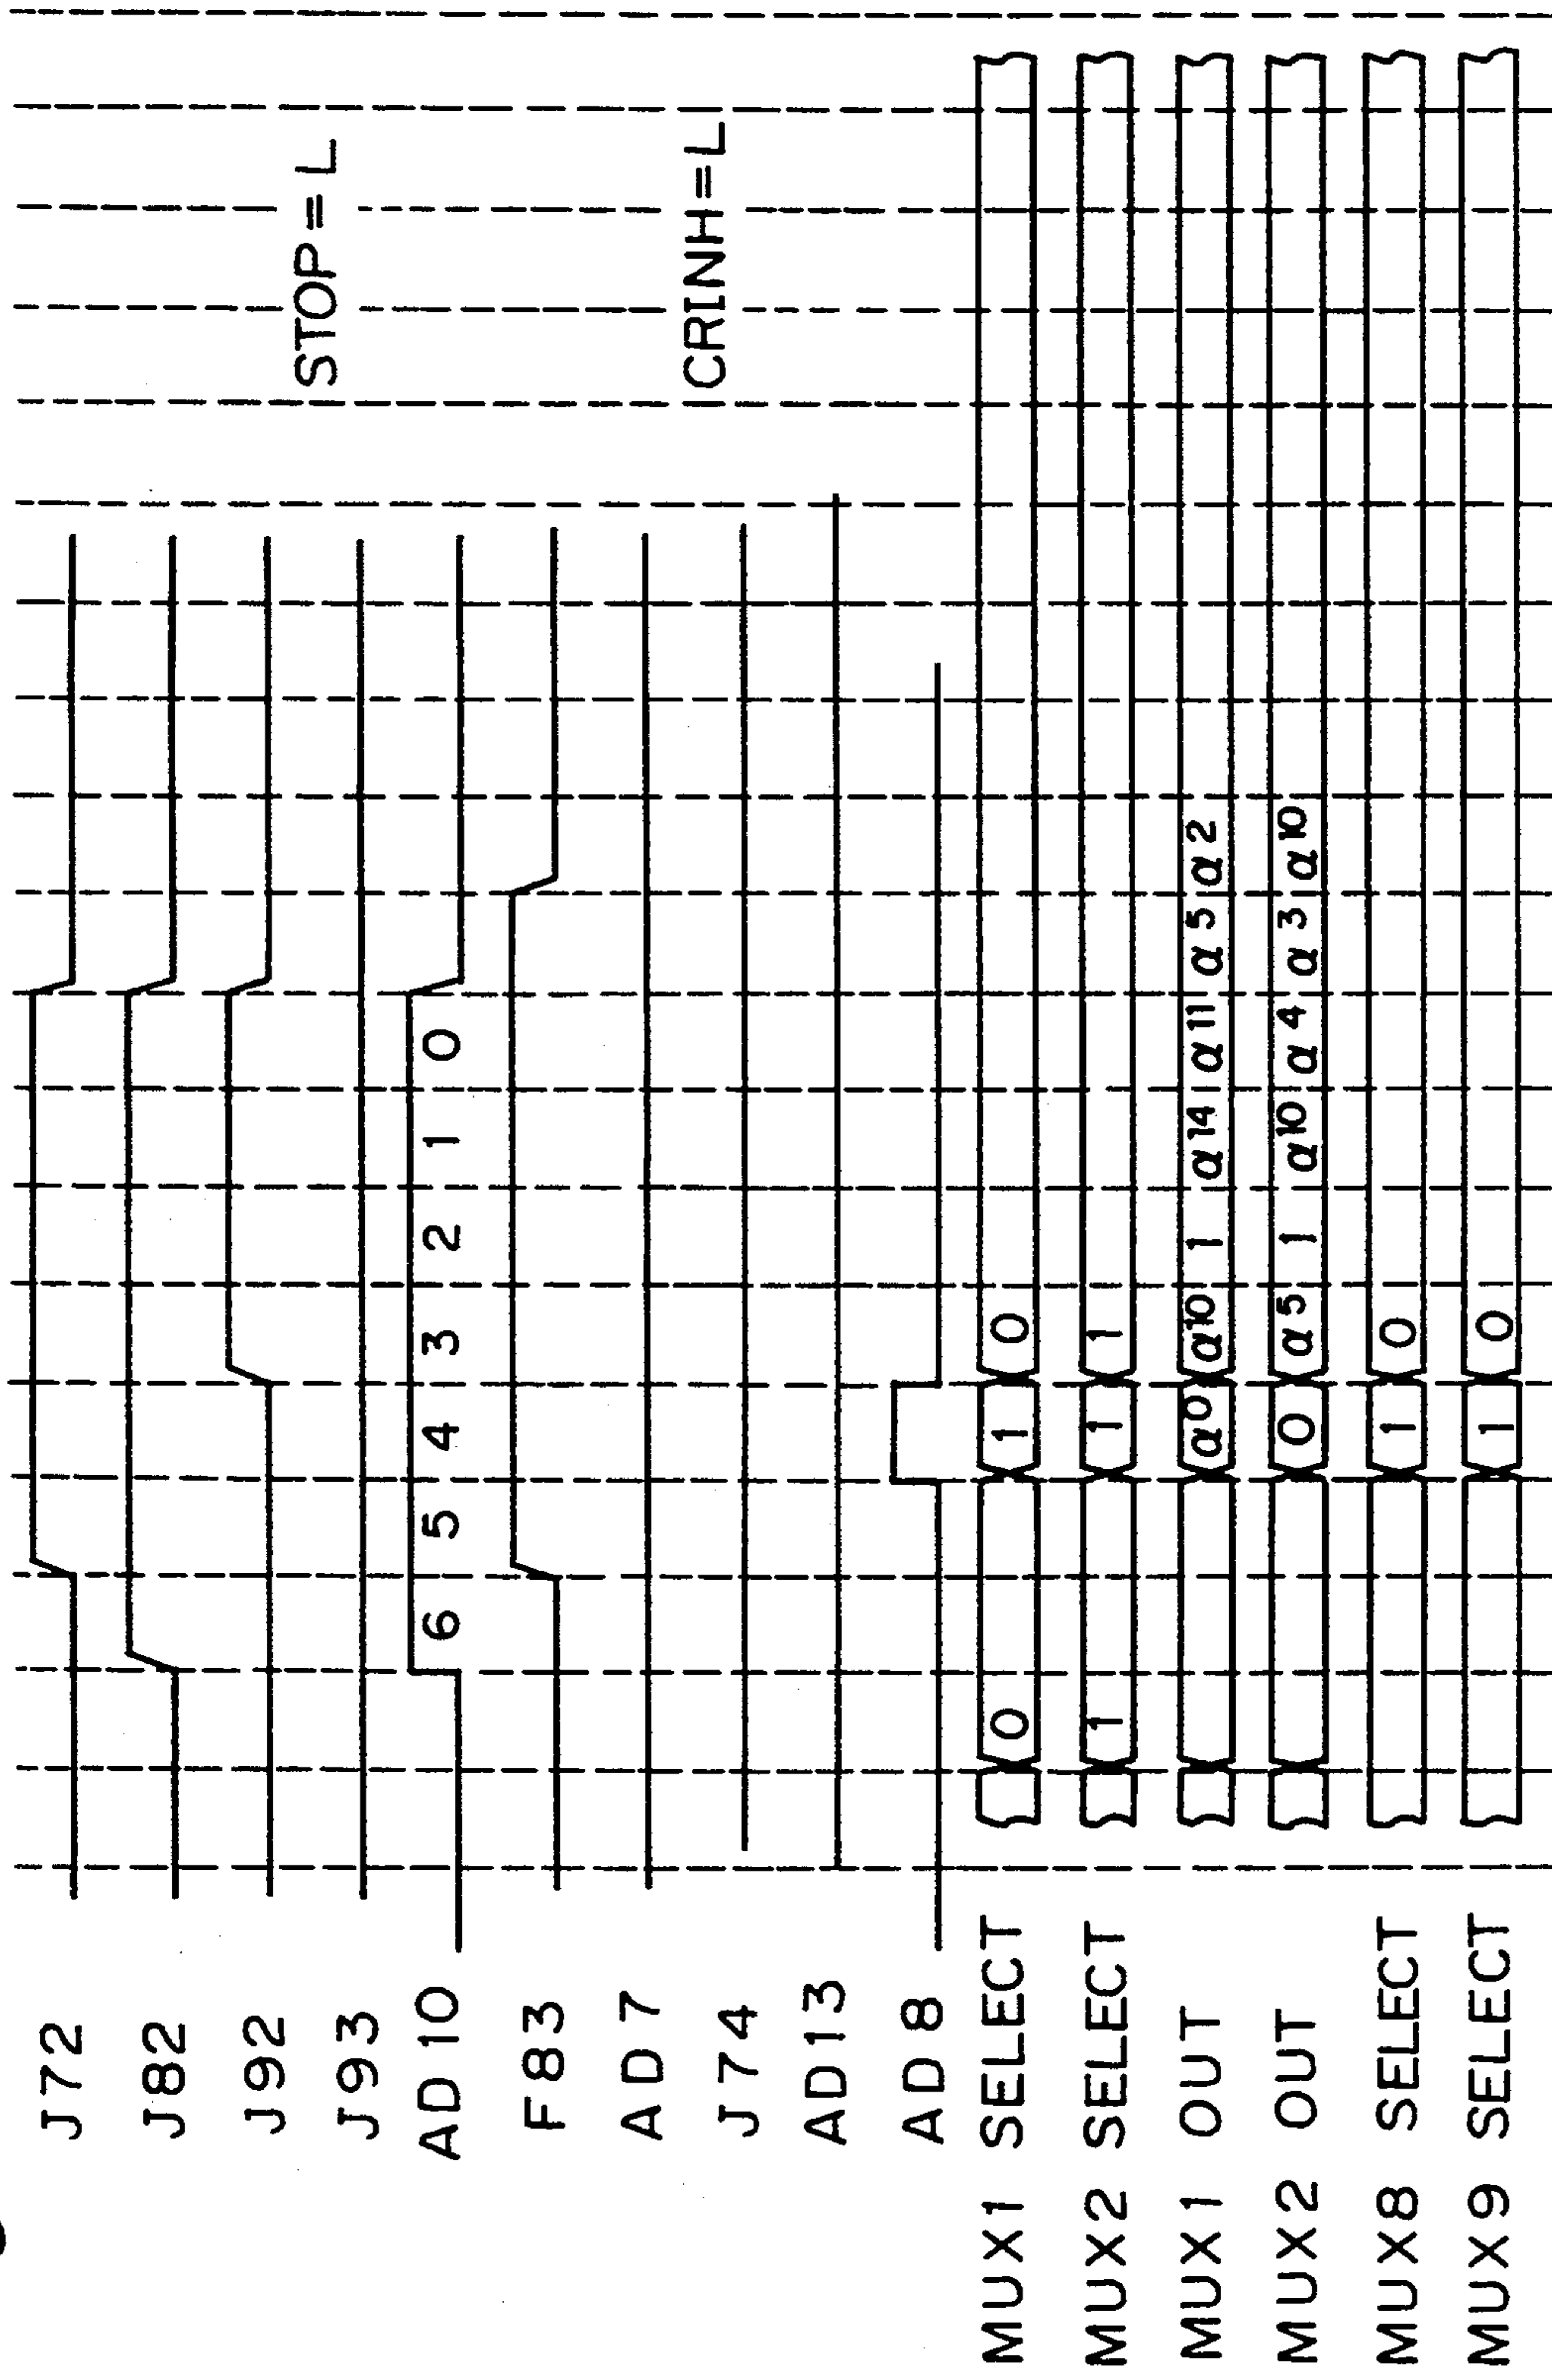 J72
J82
J92
J93
AD10 6 5 4 3 2 1 0
F83
AD7
J74
AD13
AD8
STOP=L
CRINH=L
MUX1 SELECT 0 1 0
MUX2 SELECT 1 1 1
MUX1 OUT α0 α10 1 α14 α11 α5 α2
MUX2 OUT 0 α5 1 α10 α4 α3 α10
MUX8 SELECT 1 0
MUX9 SELECT 1 0